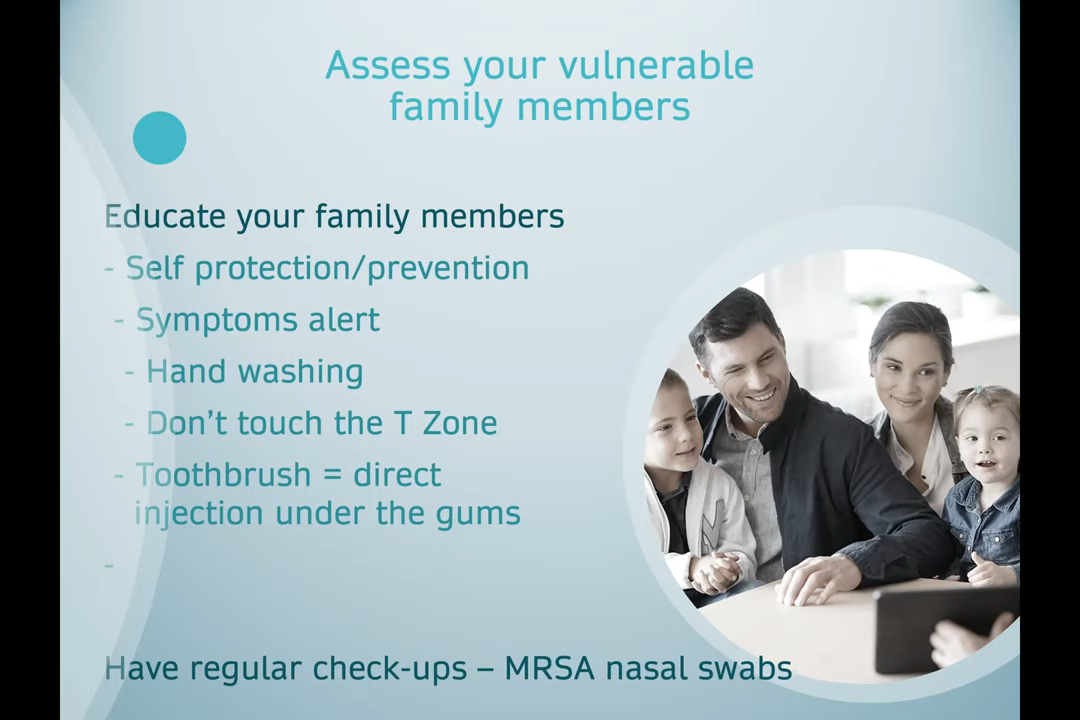 Assess your vulnerable
family members
Educate your family members
- Self protection/prevention
- Symptoms alert
- Hand washing
- Don’t touch the T Zone
- Toothbrush = direct
injection under the gums
-
Have regular check-ups – MRSA nasal swabs